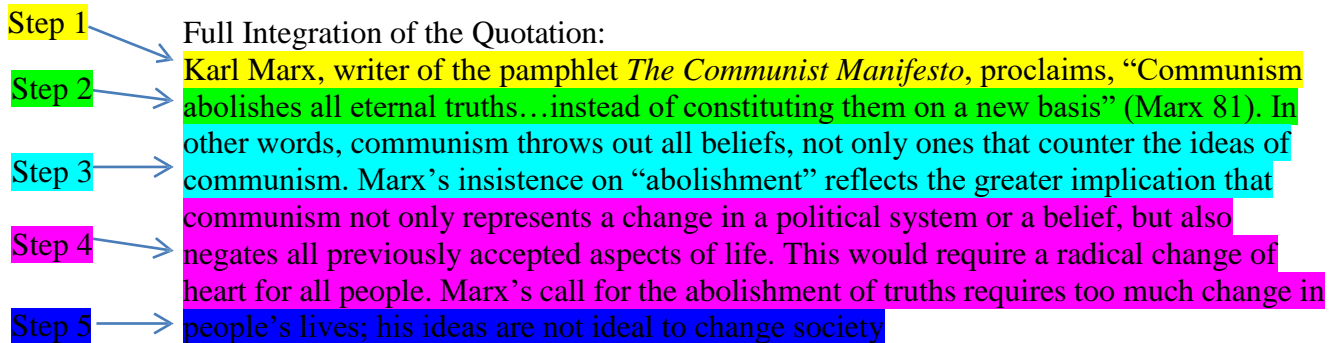 Step 1
Full Integration of the Quotation:
Karl Marx, writer of the pamphlet The Communist Manifesto, proclaims, “Communism
Step 2
abolishes all eternal truths…instead of constituting them on a new basis” (Marx 81). In
other words, communism throws out all beliefs, not only ones that counter the ideas of
Step 3
communism. Marx’s insistence on “abolishment” reflects the greater implication that
communism not only represents a change in a political system or a belief, but also
Step 4
negates all previously accepted aspects of life. This would require a radical change of
heart for all people. Marx’s call for the abolishment of truths requires too much change in
Step 5
people’s lives; his ideas are not ideal to change society